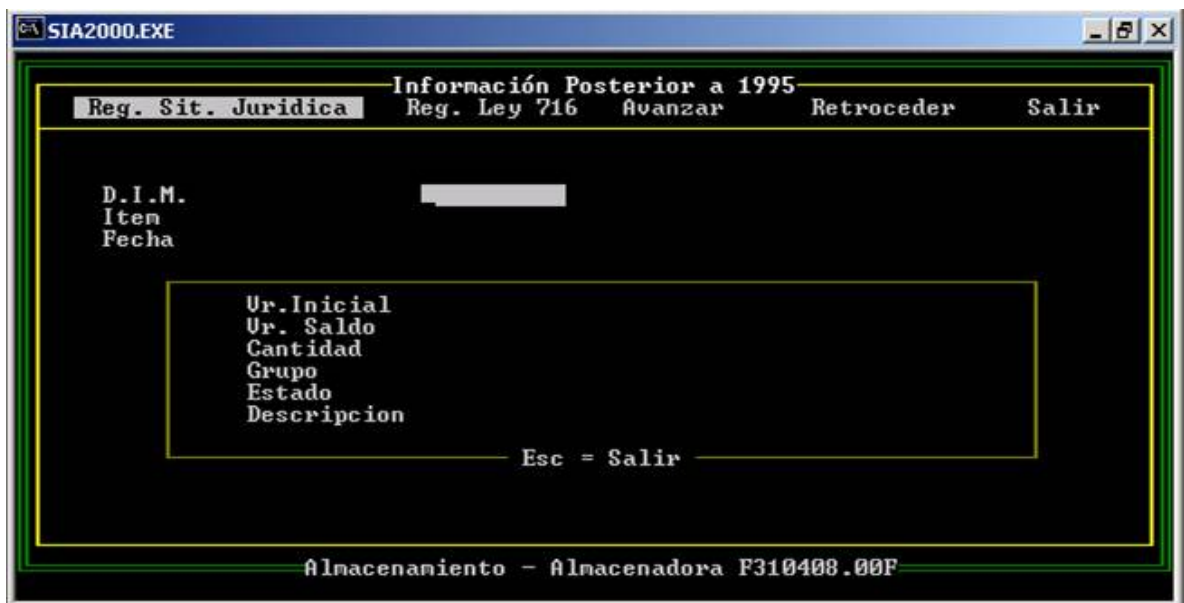 SIA2000.EXE
Información Posterior a 1995
Reg. Sit. Juridica Reg. Ley 716 Avanzar Retroceder Salir
D.I.M.
Item
Fecha
Vr.Inicial
Vr. Saldo
Cantidad
Grupo
Estado
Descripcion
Esc = Salir
Almacenamiento - Almacenadora F310408.00F